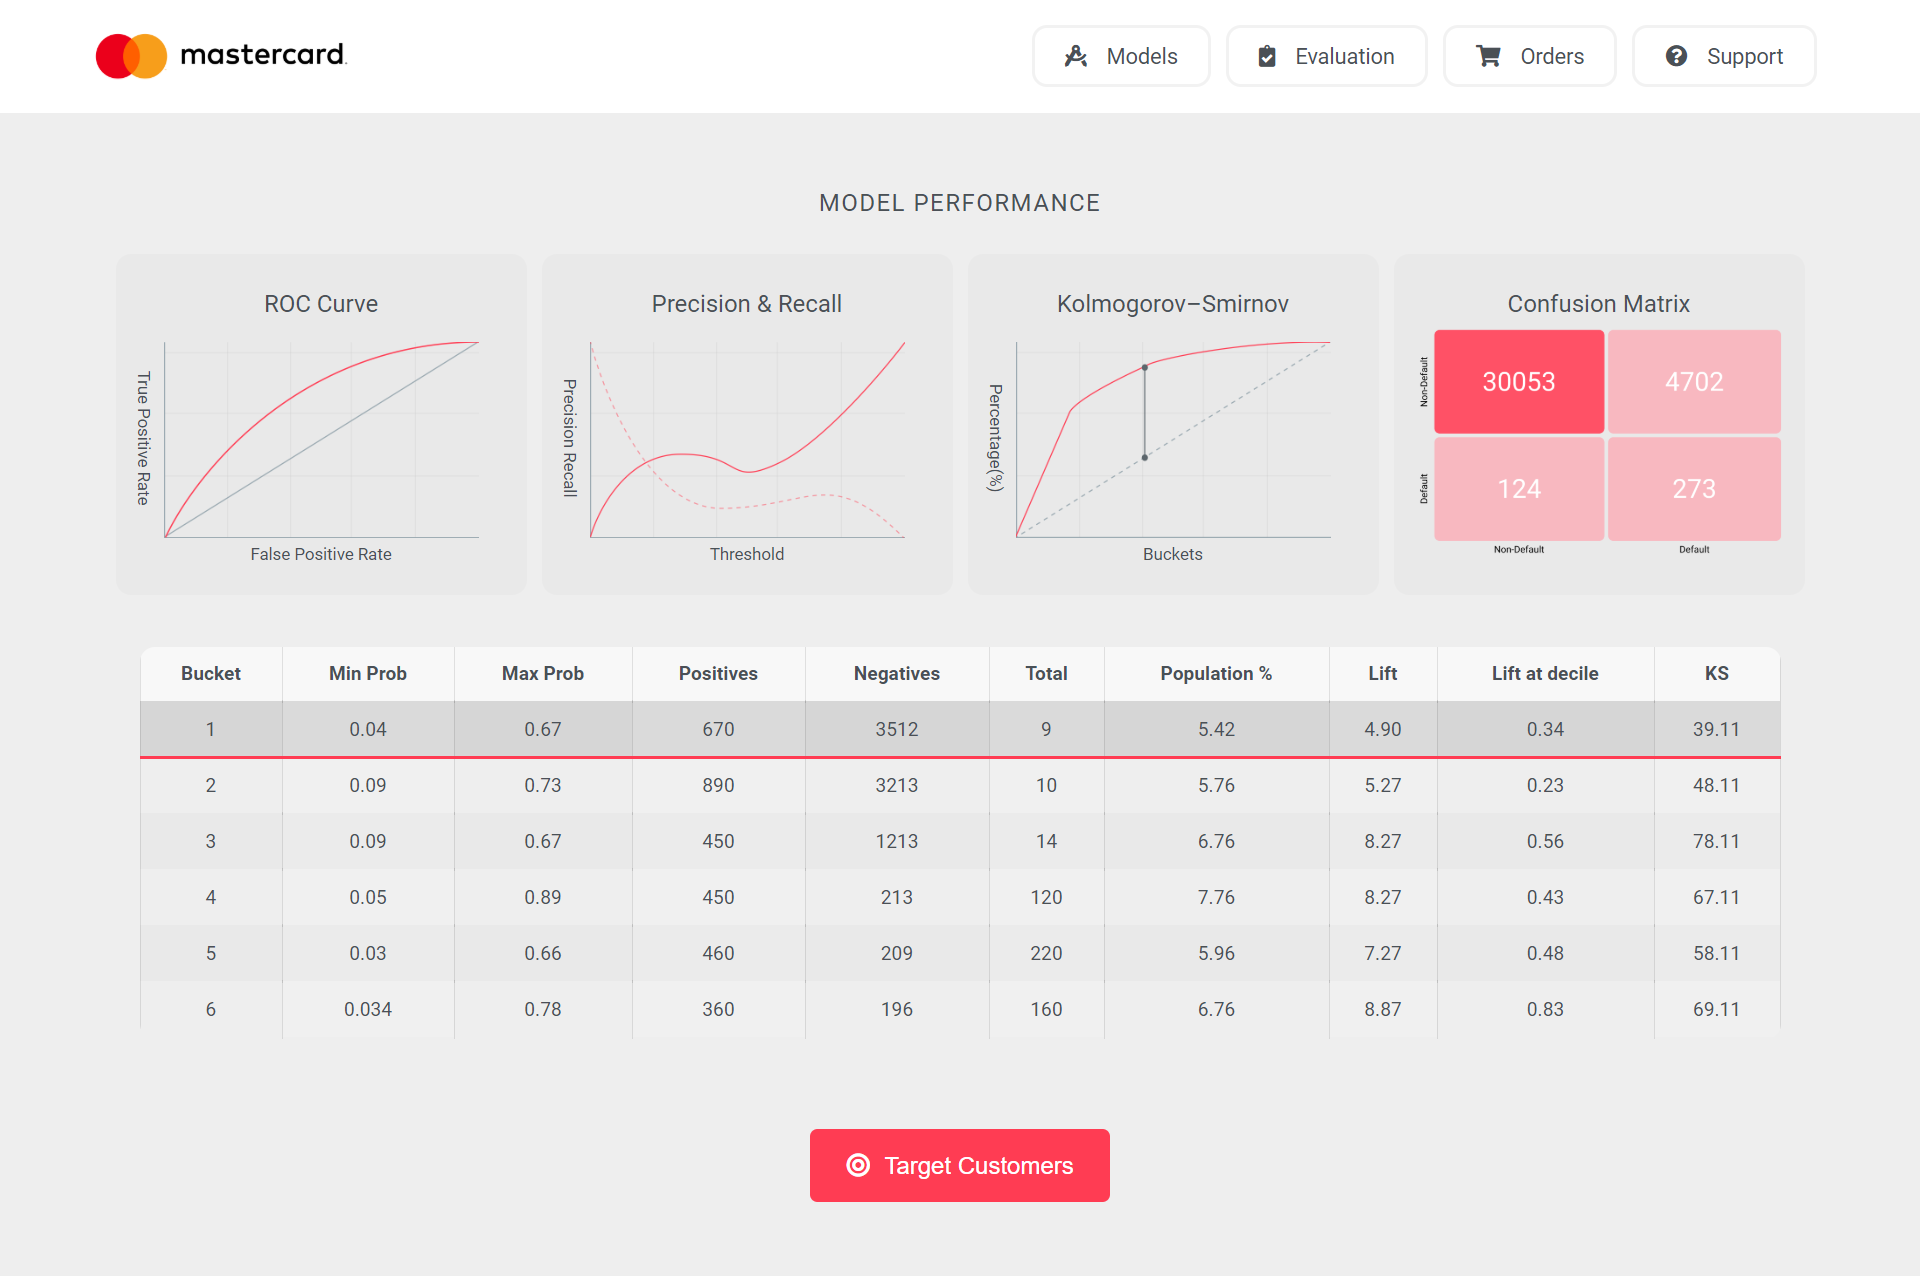 mastercard.
Models
Evaluation
Orders
Support
MODEL PERFORMANCE
ROC Curve
True Positive Rate
False Positive Rate
Precision & Recall
Precision Recall
Threshold
Kolmogorov–Smirnov
Percentage(%)
Buckets
Confusion Matrix
Non-Default
30053 4702
Default
124 273
Non-Default Default
Bucket Min Prob Max Prob Positives Negatives Total Population % Lift Lift at decile KS
1 0.04 0.67 670 3512 9 5.42 4.90 0.34 39.11
2 0.09 0.73 890 3213 10 5.76 5.27 0.23 48.11
3 0.09 0.67 450 1213 14 6.76 8.27 0.56 78.11
4 0.05 0.89 450 213 120 7.76 8.27 0.43 67.11
5 0.03 0.66 460 209 220 5.96 7.27 0.48 58.11
6 0.034 0.78 360 196 160 6.76 8.87 0.83 69.11
Target Customers